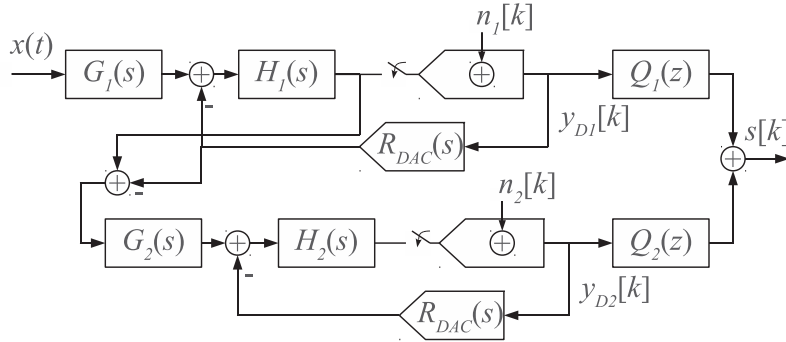 x(t)
G₁(s)
H₁(s)
n₁[k]
Q₁(z)
y_D1[k]
s[k]
R_DAC(s)
n₂[k]
G₂(s)
H₂(s)
Q₂(z)
y_D2[k]
R_DAC(s)